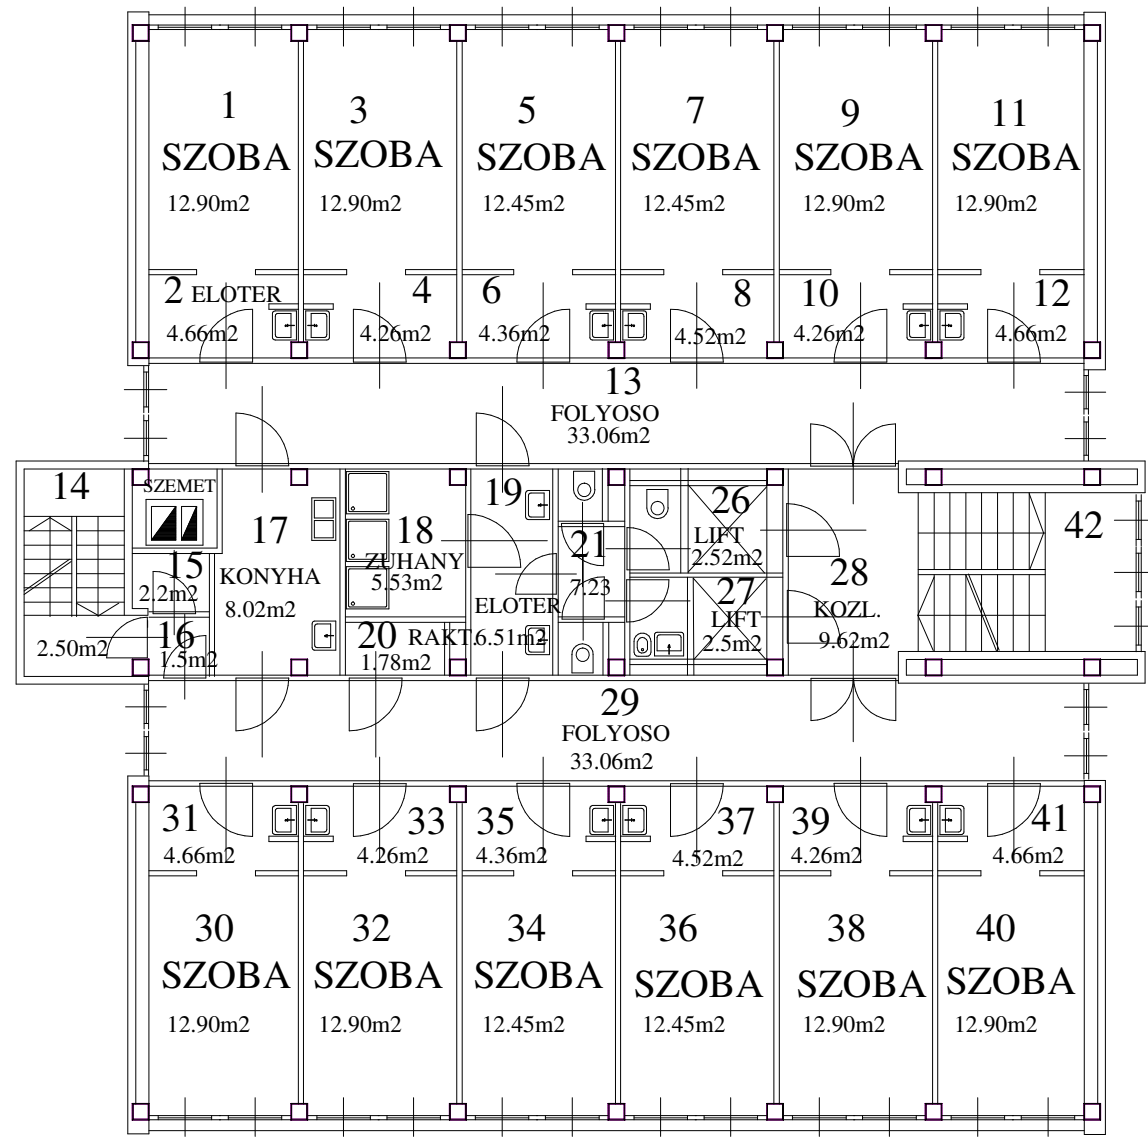 1
SZOBA
12.90m2
3
SZOBA
12.90m2
5
SZOBA
12.45m2
7
SZOBA
12.45m2
9
SZOBA
12.90m2
11
SZOBA
12.90m2
2 ELOTER
4.66m2
4
4.26m2
6
4.36m2
8
4.52m2
10
4.26m2
12
4.66m2
13
FOLYOSO
33.06m2
14
2.50m2
SZEMET
15
2.2m2
16
1.5m2
17
KONYHA
8.02m2
18
ZUHANY
5.53m2
19
ELOTER
6.51m2
20 RAKT.
1.78m2
21
7.23
26
LIFT
2.52m2
27
LIFT
2.5m2
28
KOZL.
9.62m2
42
29
FOLYOSO
33.06m2
31
4.66m2
33
4.26m2
35
4.36m2
37
4.52m2
39
4.26m2
41
4.66m2
30
SZOBA
12.90m2
32
SZOBA
12.90m2
34
SZOBA
12.45m2
36
SZOBA
12.45m2
38
SZOBA
12.90m2
40
SZOBA
12.90m2